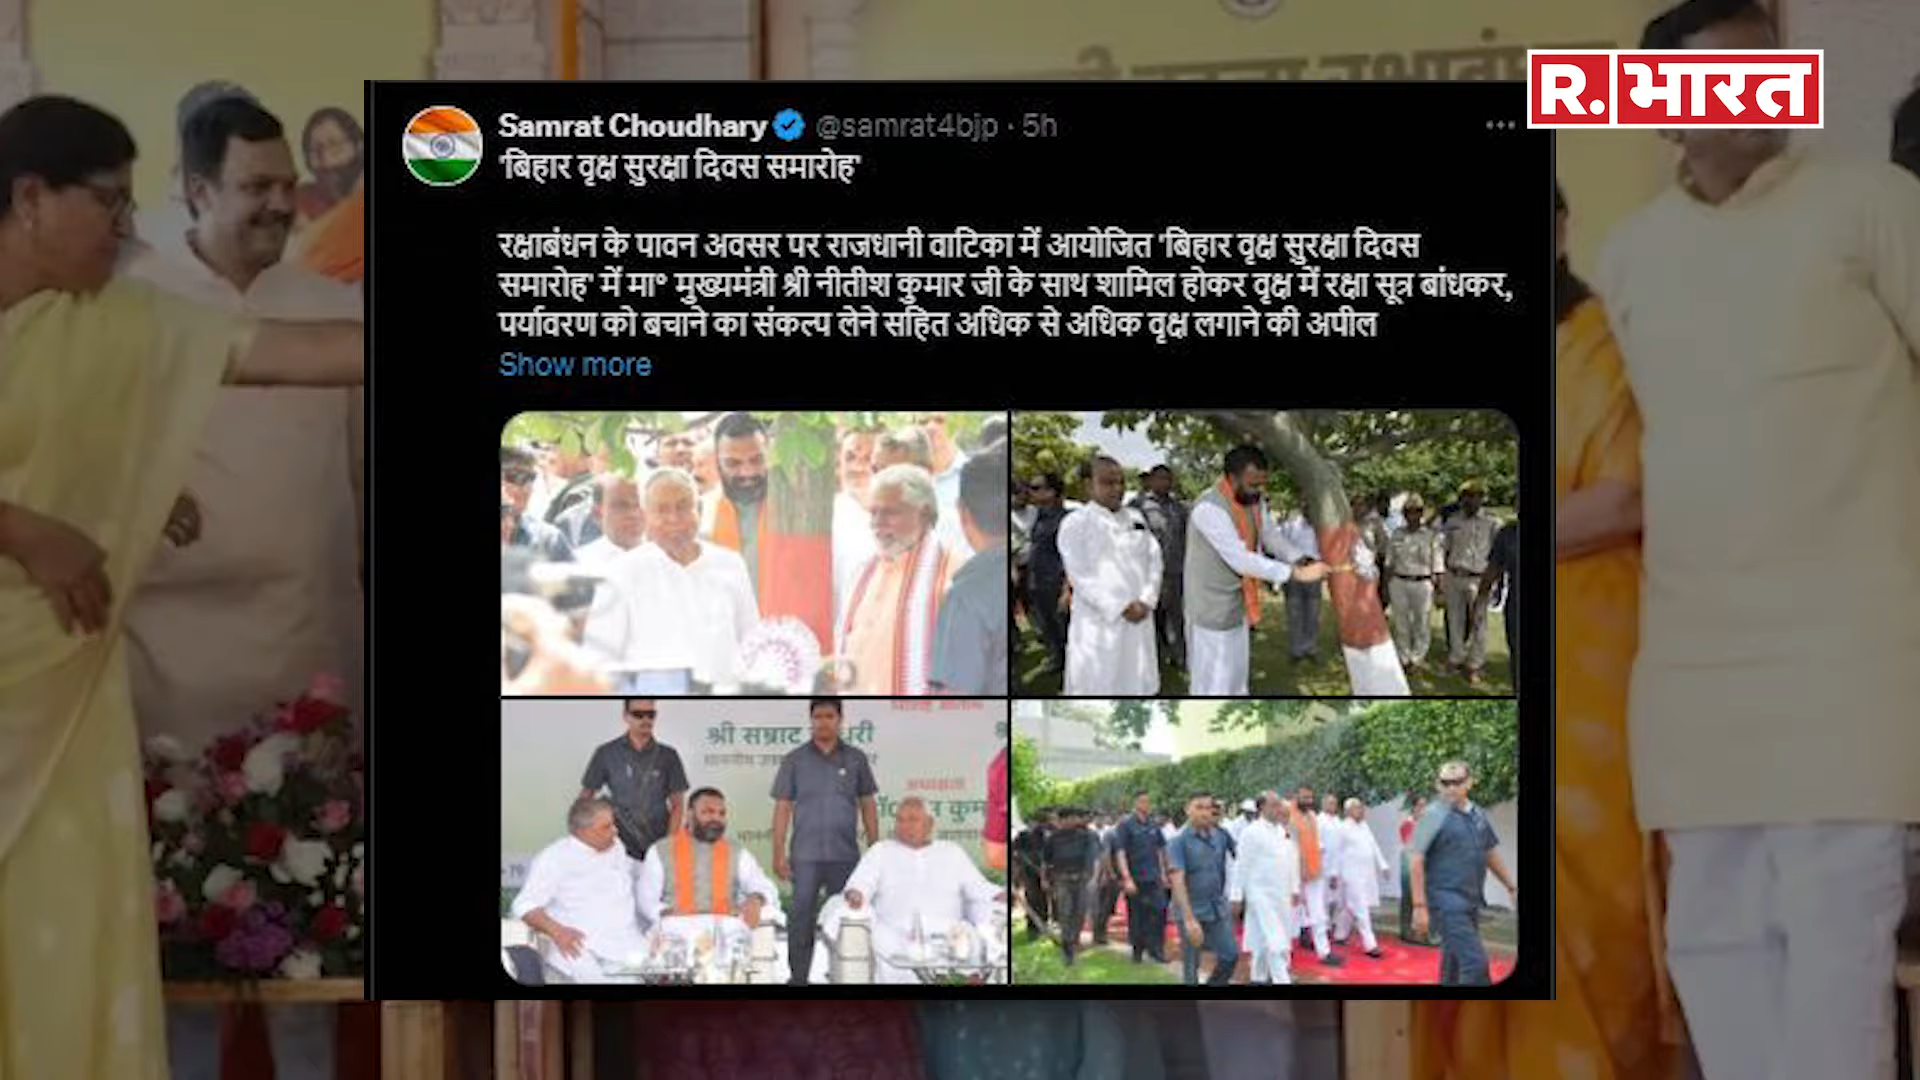 रक्षाबंध
R.भारत
Samrat Choudhary @samrat4bjp · 5h
'बिहार वृक्ष सुरक्षा दिवस समारोह'
रक्षाबंधन के पावन अवसर पर राजधानी वाटिका में आयोजित 'बिहार वृक्ष सुरक्षा दिवस
समारोह' में मा° मुख्यमंत्री श्री नीतीश कुमार जी के साथ शामिल होकर वृक्ष में रक्षा सूत्र बांधकर,
पर्यावरण को बचाने का संकल्प लेने सहित अधिक से अधिक वृक्ष लगाने की अपील
Show more
श्री सम्राट